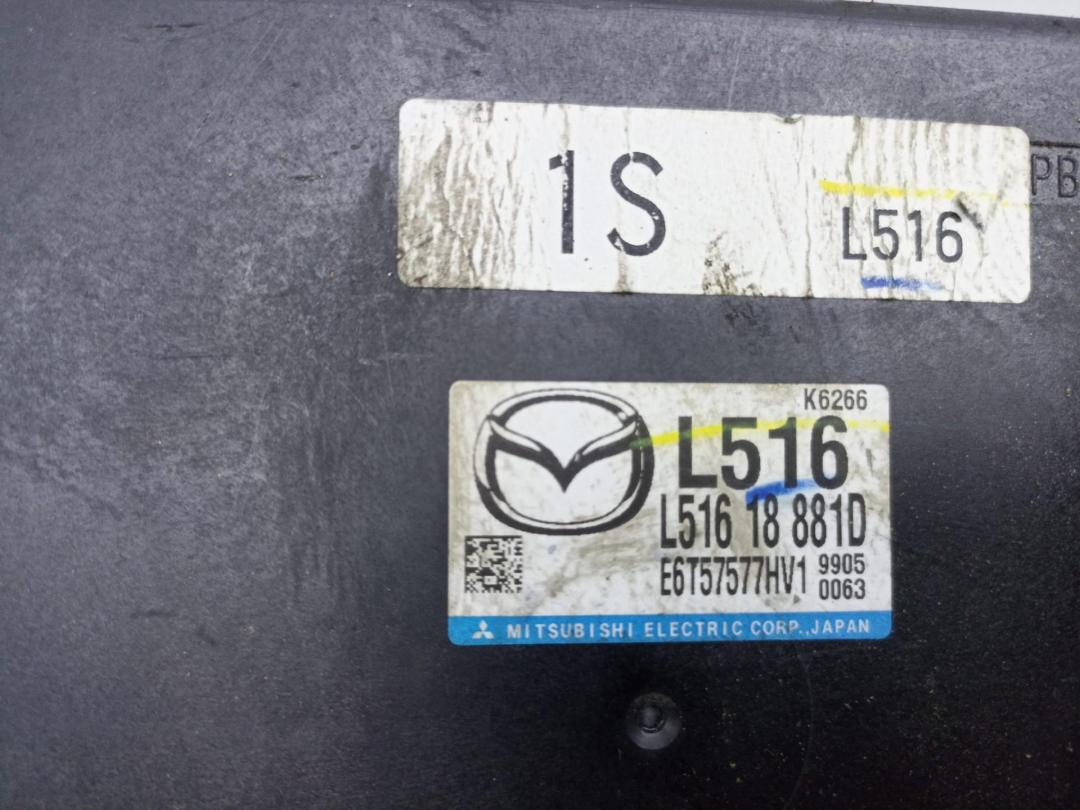 1S
L516
PB
K6266
L516
L516 18 881D
E6T57577HV1 9905
0063
MITSUBISHI ELECTRIC CORP.,JAPAN